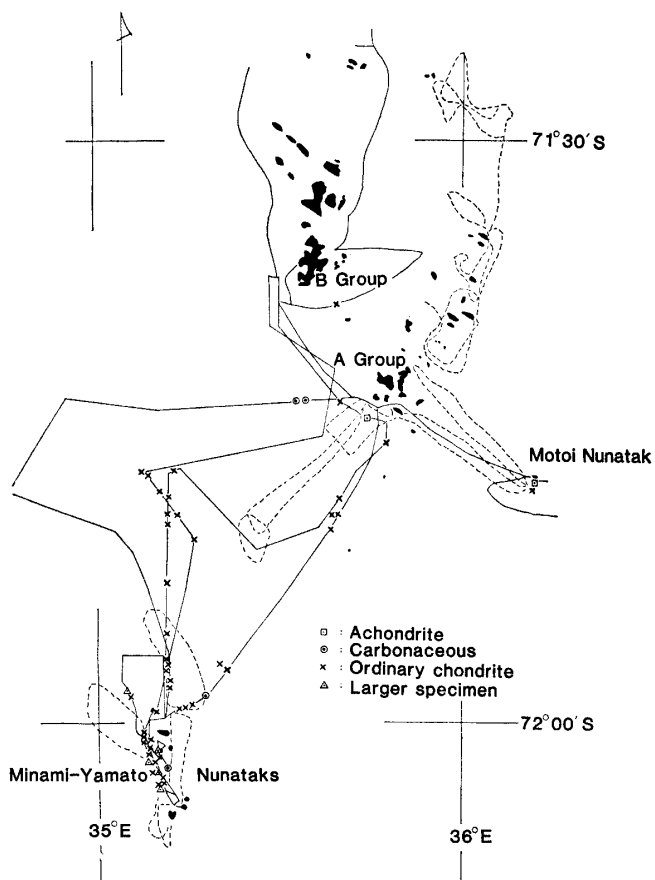 71°30′S
B Group
A Group
Motoi Nunatak
: Achondrite
: Carbonaceous
: Ordinary chondrite
: Larger specimen
72°00′S
Minami-Yamato Nunataks
35°E
36°E